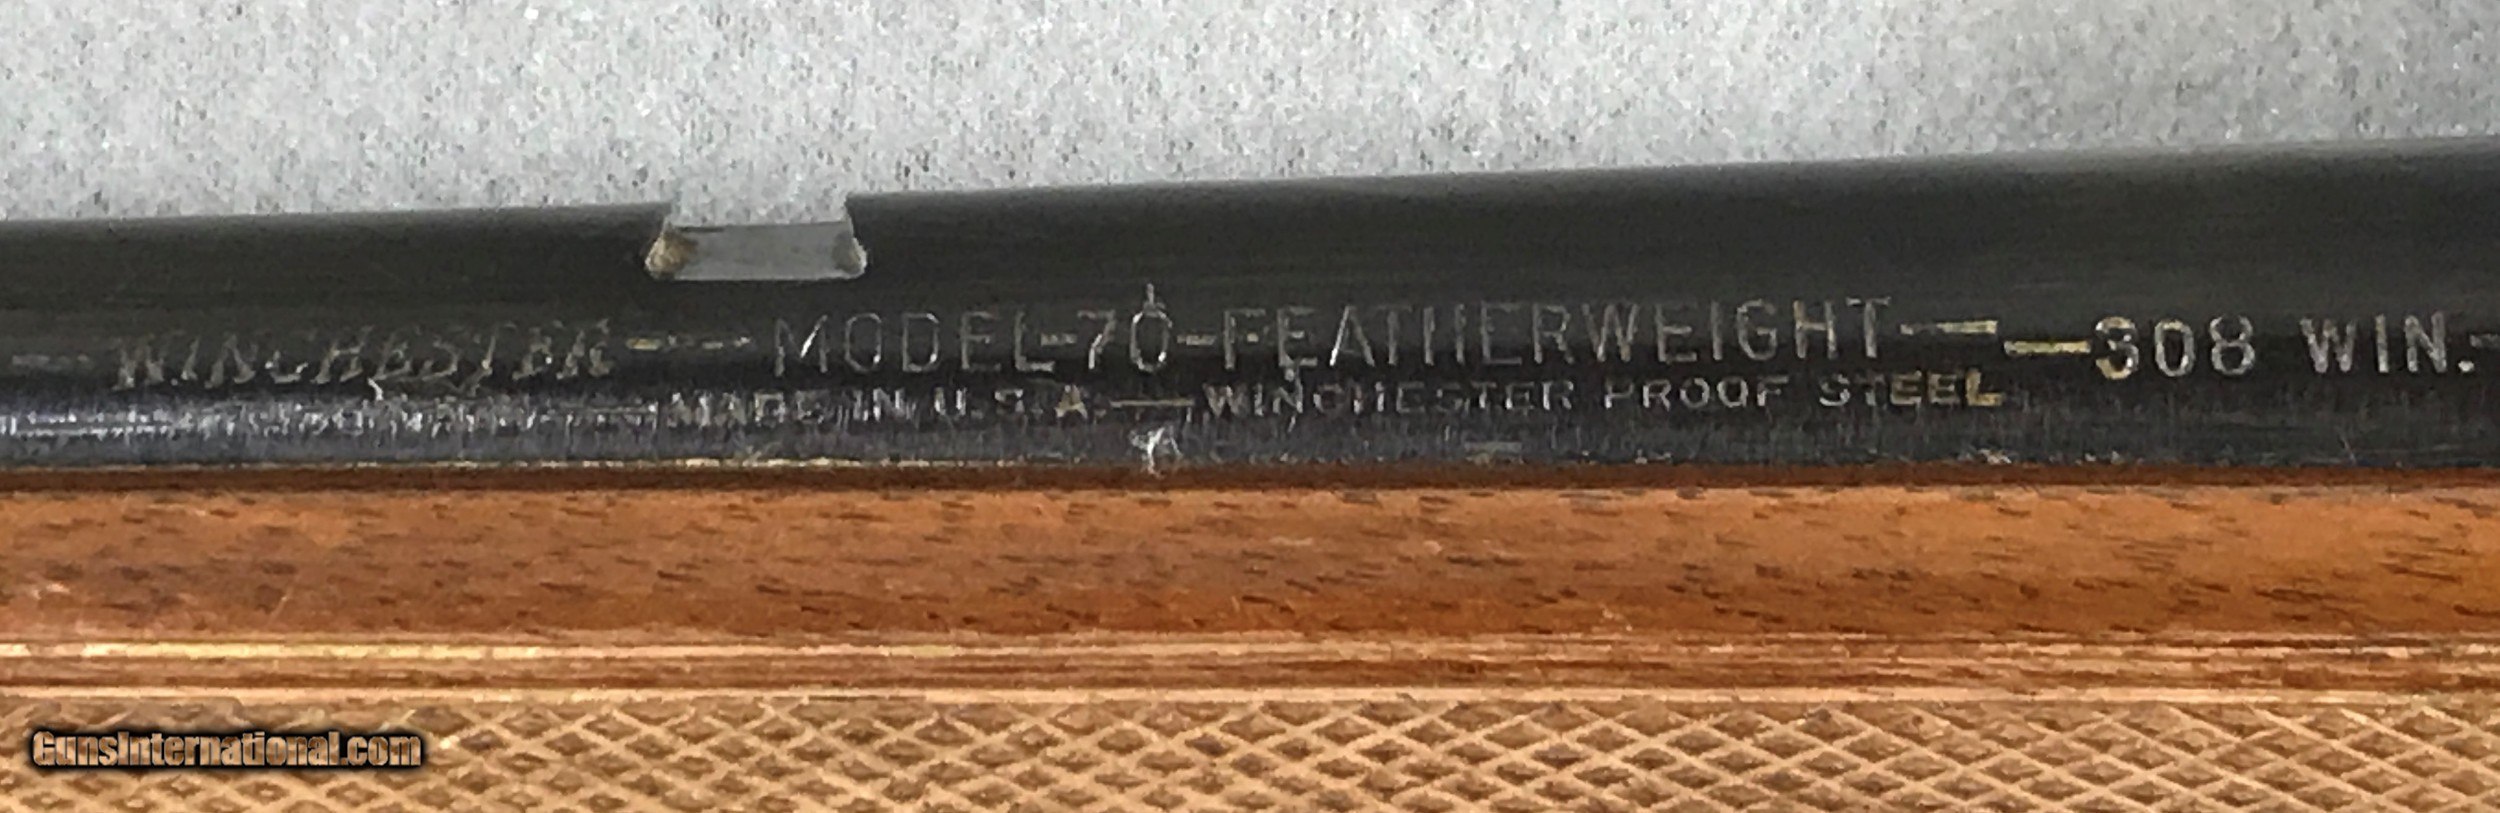 WINCHESTER -- MODEL-70-FEATHERWEIGHT -- 308 WIN.-
MADE IN U.S.A.—WINCHESTER PROOF STEEL
GunsInternational.com